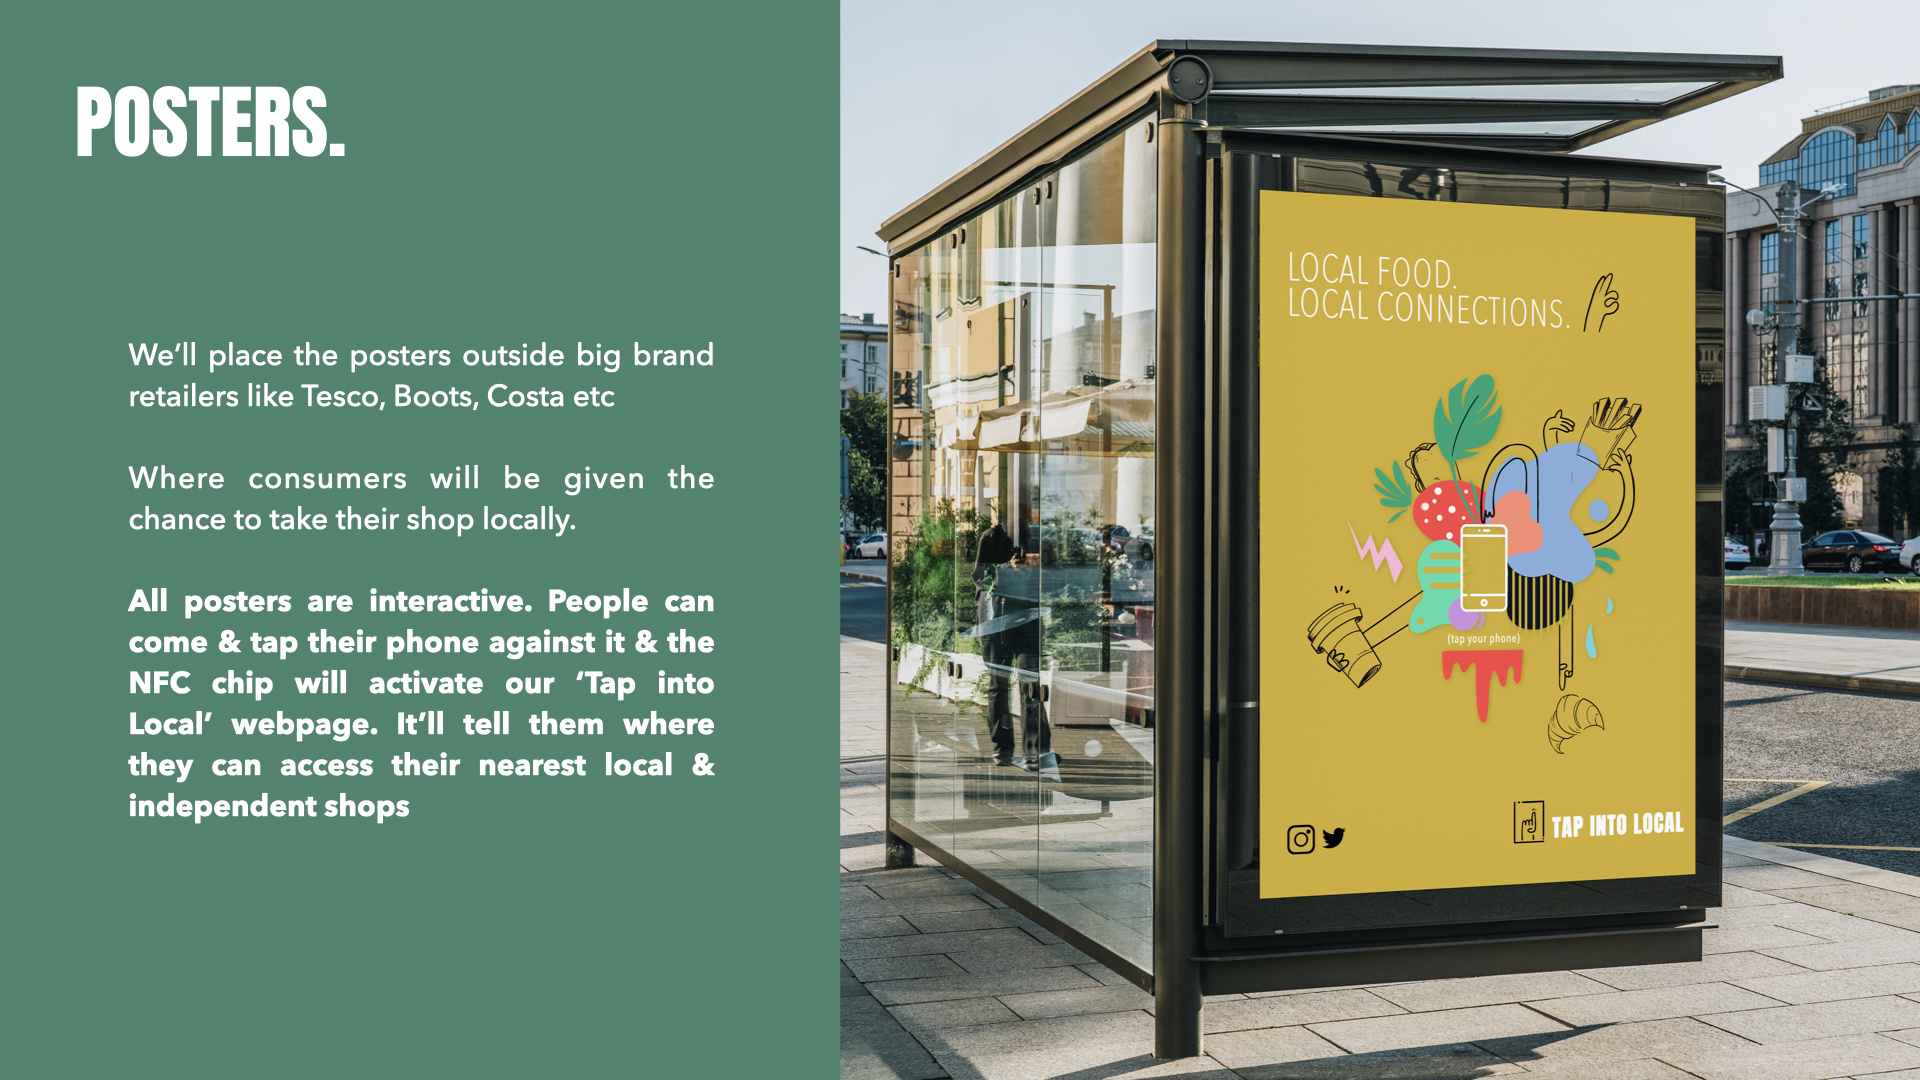 POSTERS.
We’ll place the posters outside big brand
retailers like Tesco, Boots, Costa etc
Where consumers will be given the
chance to take their shop locally.
All posters are interactive. People can
come & tap their phone against it & the
NFC chip will activate our ‘Tap into
Local’ webpage. It’ll tell them where
they can access their nearest local &
independent shops
LOCAL FOOD.
LOCAL CONNECTIONS.
(tap your phone)
TAP INTO LOCAL